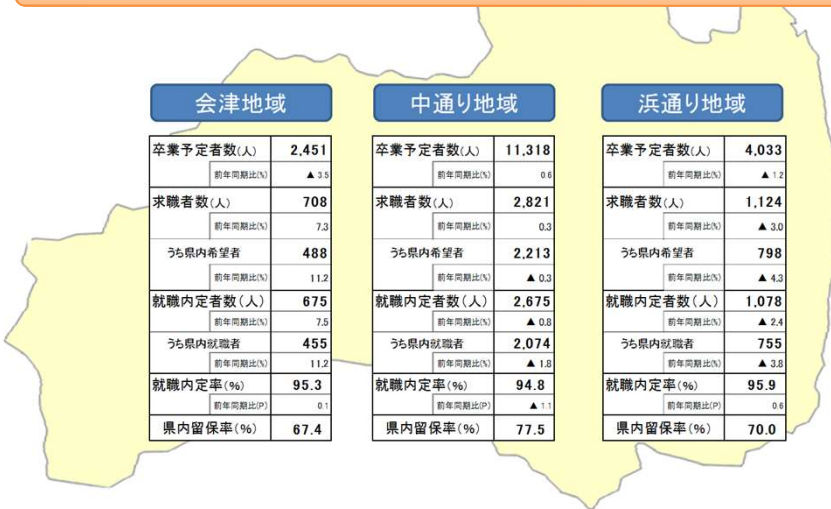 会津地域
卒業予定者数(人) 2,451
前年同期比(%) ▲ 3.5
求職者数(人) 708
前年同期比(%) 7.3
うち県内希望者 488
前年同期比(%) 11.2
就職内定者数(人) 675
前年同期比(%) 7.5
うち県内就職者 455
前年同期比(%) 11.2
就職内定率(%) 95.3
前年同期比(P) 0.1
県内留保率(%) 67.4
中通り地域
卒業予定者数(人) 11,318
前年同期比(%) 0.6
求職者数(人) 2,821
前年同期比(%) 0.3
うち県内希望者 2,213
前年同期比(%) ▲ 0.3
就職内定者数(人) 2,675
前年同期比(%) ▲ 0.8
うち県内就職者 2,074
前年同期比(%) ▲ 1.8
就職内定率(%) 94.8
前年同期比(P) ▲ 1.1
県内留保率(%) 77.5
浜通り地域
卒業予定者数(人) 4,033
前年同期比(%) ▲ 1.2
求職者数(人) 1,124
前年同期比(%) ▲ 3.0
うち県内希望者 798
前年同期比(%) ▲ 4.3
就職内定者数(人) 1,078
前年同期比(%) ▲ 2.4
うち県内就職者 755
前年同期比(%) ▲ 3.8
就職内定率(%) 95.9
前年同期比(P) 0.6
県内留保率(%) 70.0